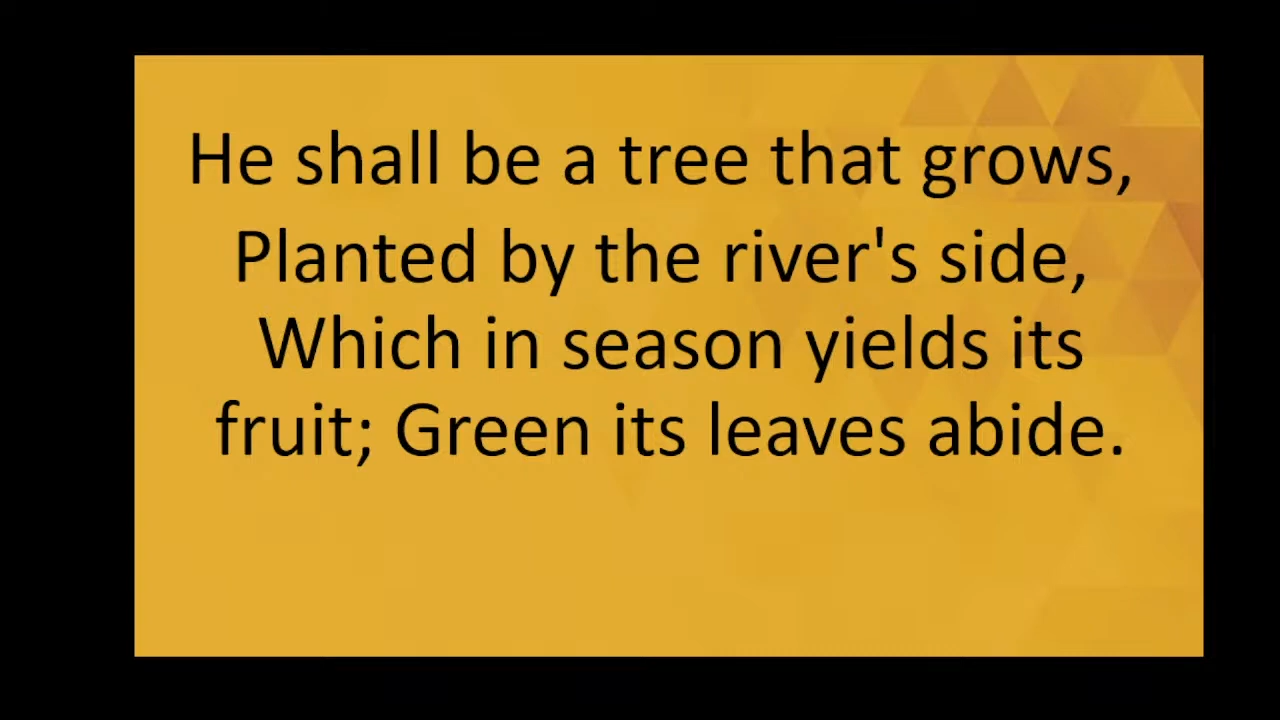 He shall be a tree that grows,
Planted by the river's side,
Which in season yields its
fruit; Green its leaves abide.